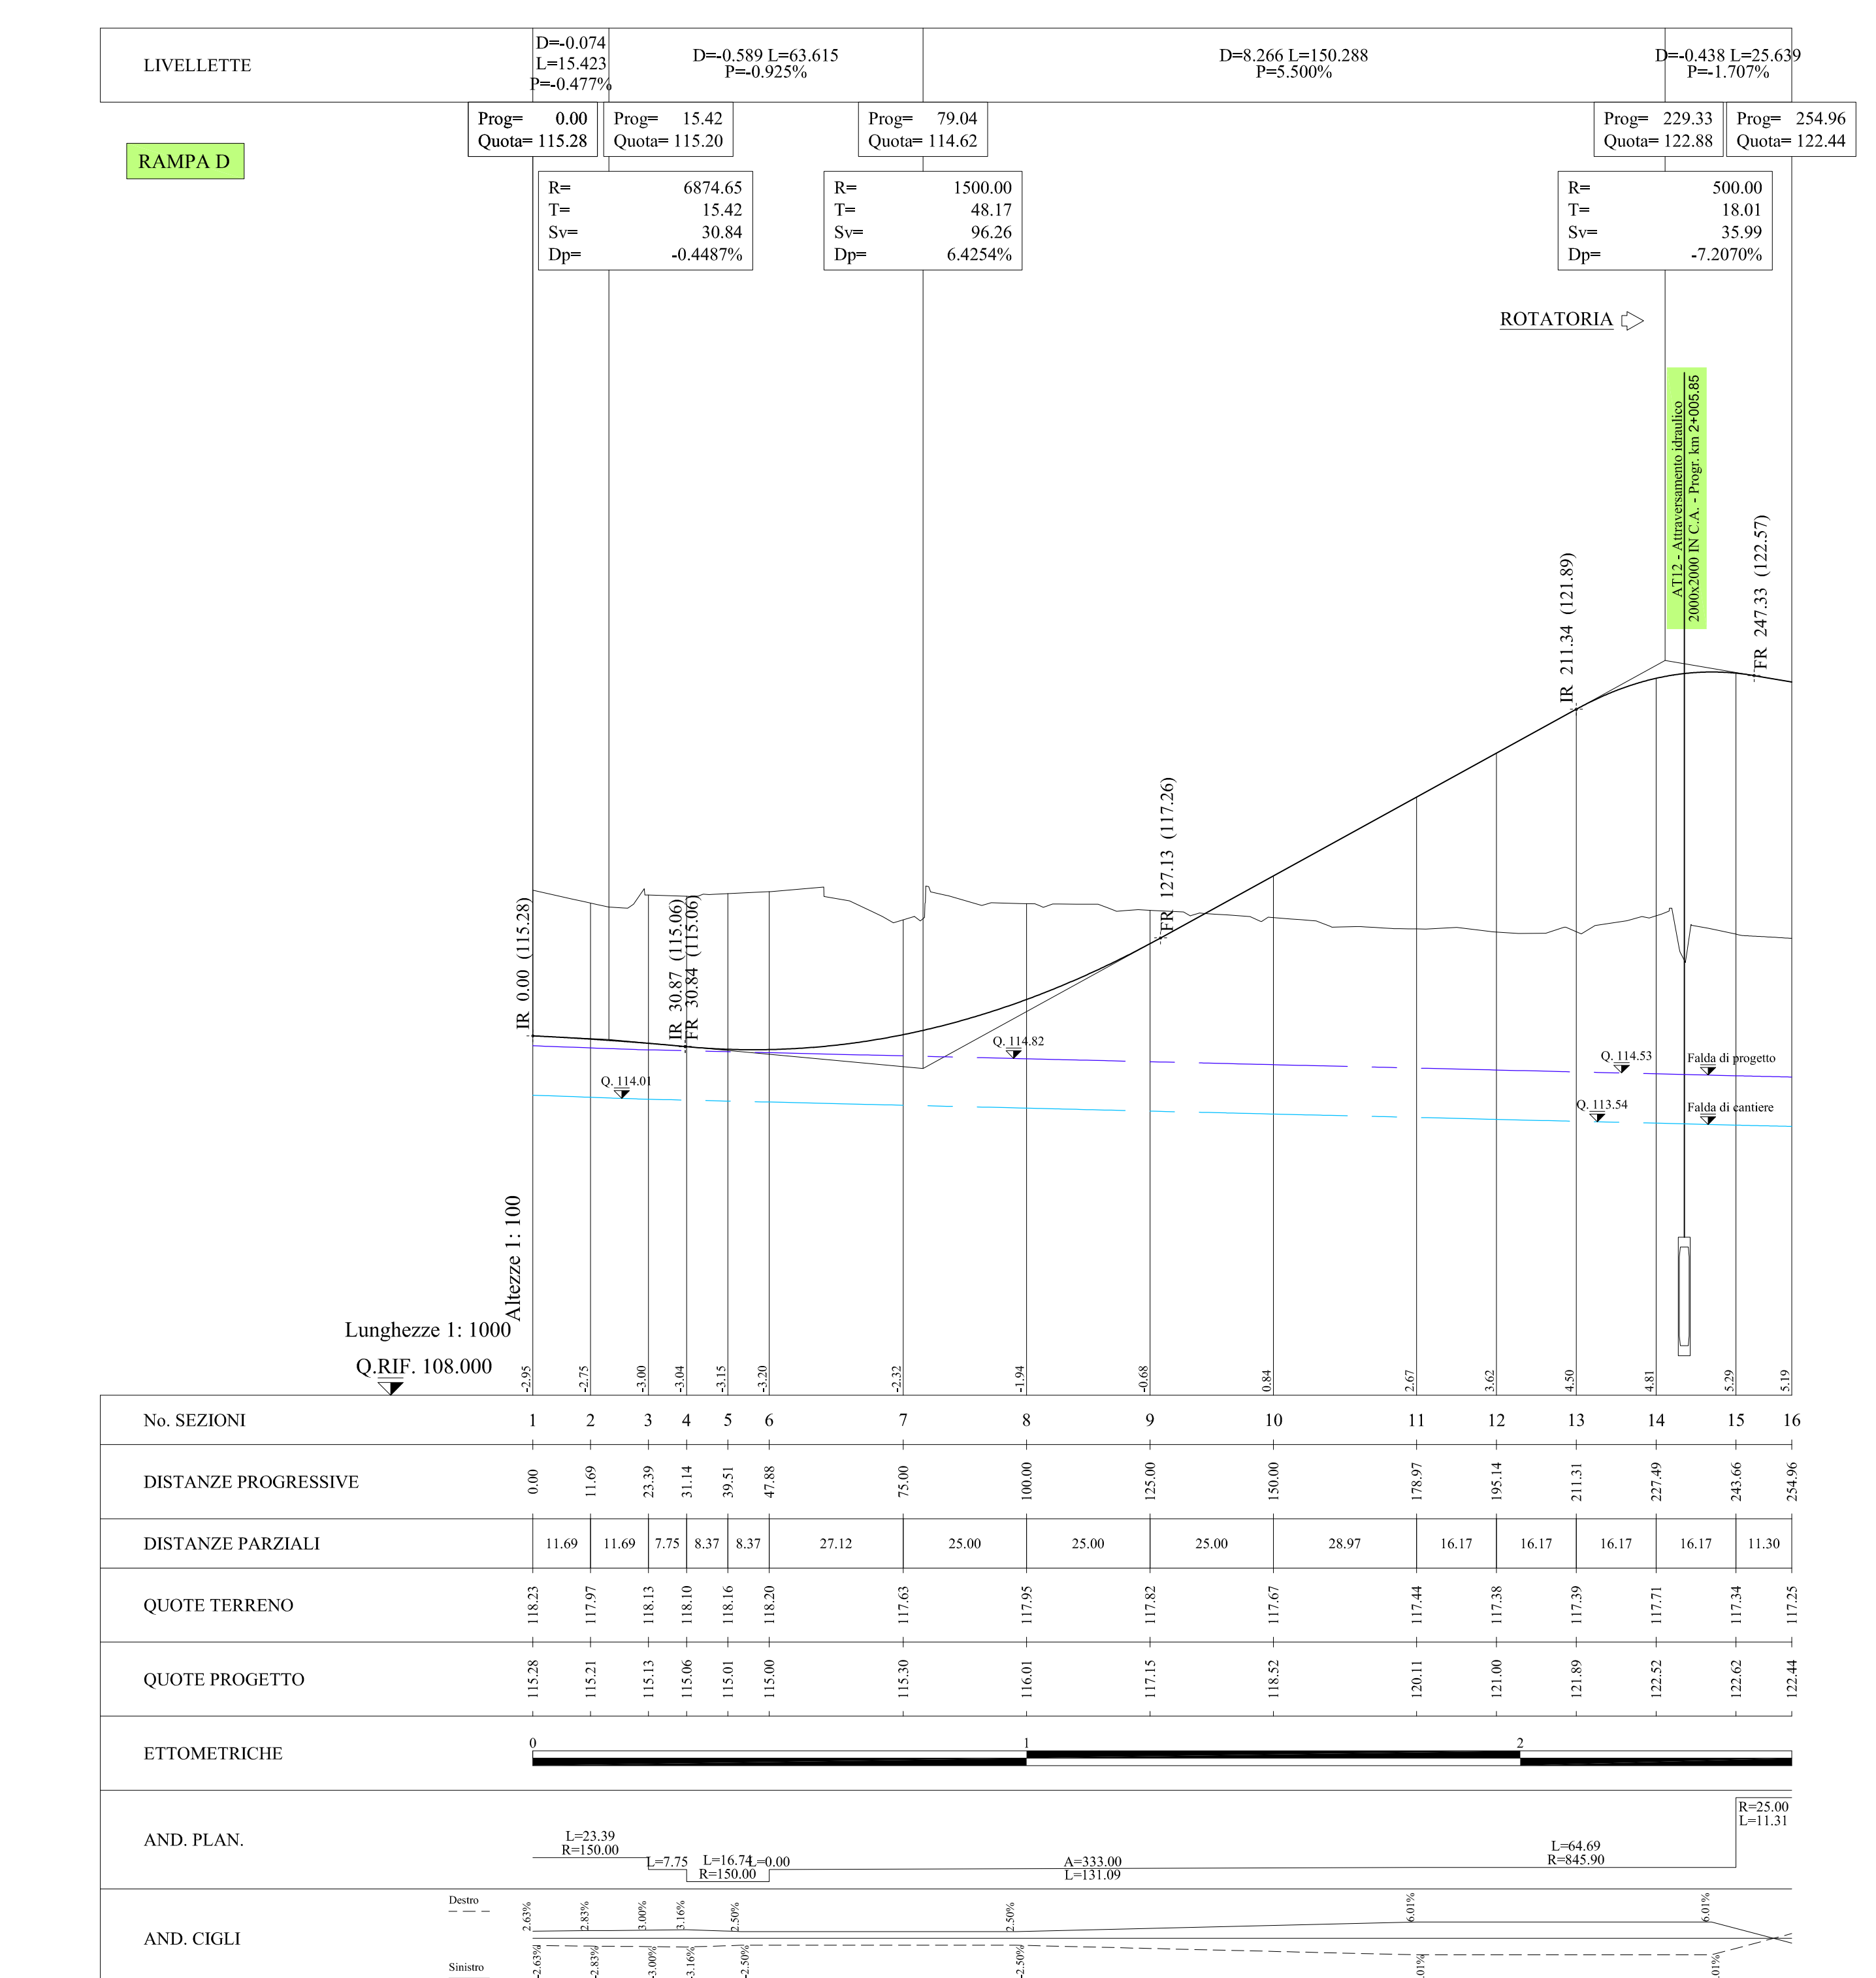 LIVELLETTE
D=-0.074
L=15.423
P=-0.477%
D=-0.589 L=63.615
P=-0.925%
D=8.266 L=150.288
P=5.500%
D=-0.438 L=25.639
P=-1.707%
Prog= 0.00
Quota= 115.28
Prog= 15.42
Quota= 115.20
Prog= 79.04
Quota= 114.62
Prog= 229.33
Quota= 122.88
Prog= 254.96
Quota= 122.44
RAMPA D
R= 6874.65
T= 15.42
Sv= 30.84
Dp= -0.4487%
R= 1500.00
T= 48.17
Sv= 96.26
Dp= 6.4254%
R= 500.00
T= 18.01
Sv= 35.99
Dp= -7.2070%
ROTATORIA
AT12 - Attraversamento idraulico
2000x2000 IN C.A. - Progr. km 2+005.85
IR 0.00 (115.28)
IR 30.87 (115.06)
FR 30.84 (115.06)
FR 127.13 (117.26)
IR 211.34 (121.89)
FR 247.33 (122.57)
Q. 114.82
Q. 114.53
Falda di progetto
Q. 114.01
Q. 113.54
Falda di cantiere
Altezze 1: 100
Lunghezze 1: 1000
Q.RIF. 108.000
-2.95 -2.75 -3.00 -3.04 -3.15 -3.20 -2.32 -1.94 -0.68 0.84 2.67 3.62 4.50 4.81 5.29 5.19
No. SEZIONI 1 2 3 4 5 6 7 8 9 10 11 12 13 14 15 16
DISTANZE PROGRESSIVE 0.00 11.69 23.39 31.14 39.51 47.88 75.00 100.00 125.00 150.00 178.97 195.14 211.31 227.49 243.66 254.96
DISTANZE PARZIALI 11.69 11.69 7.75 8.37 8.37 27.12 25.00 25.00 25.00 28.97 16.17 16.17 16.17 16.17 11.30
QUOTE TERRENO 118.23 117.97 118.13 118.10 118.16 118.20 117.63 117.95 117.82 117.67 117.44 117.38 117.39 117.71 117.34 117.25
QUOTE PROGETTO 115.28 115.21 115.13 115.06 115.01 115.00 115.30 116.01 117.15 118.52 120.11 121.00 121.89 122.52 122.62 122.44
ETTOMETRICHE 0 1 2
AND. PLAN.
L=23.39
R=150.00
L=7.75
L=16.74
R=150.00
L=0.00
A=333.00
L=131.09
L=64.69
R=845.90
R=25.00
L=11.31
AND. CIGLI
Destro
2.63% 2.83% 3.00% 3.16% 2.50% 2.50% 6.01% 6.01%
Sinistro
-2.63% -2.83% -3.00% -3.16% -2.50% -2.50% .01% .01%